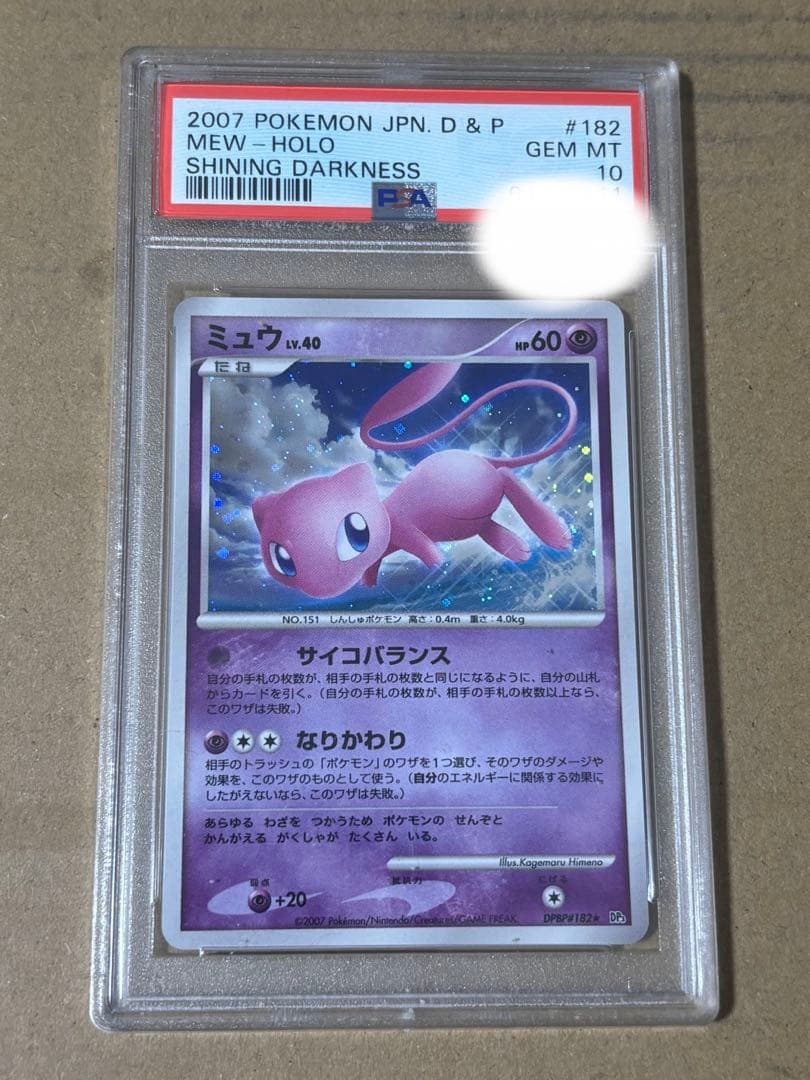 2007 POKEMON JPN. D & P #182
MEW - HOLO GEM MT
SHINING DARKNESS 10
PSA
ミュウ LV.40 HP60
たね
NO.151 しんしゅポケモン 高さ:0.4m 重さ:4.0kg
サイコバランス
自分の手札の枚数が、相手の手札の枚数と同じになるように、自分の山札
からカードを引く。(自分の手札の枚数が、相手の手札の枚数以上なら、
このワザは失敗。)
なりかわり
相手のトラッシュの「ポケモン」のワザを1つ選び、そのワザのダメージや
効果を、このワザのものとして使う。(自分のエネルギーに関係する効果に
したがえないなら、このワザは失敗。)
あらゆる わざを つかうため ポケモンの せんぞと
かんがえる がくしゃが たくさん いる。
Illus.Kagemaru Himeno
弱点 抵抗力 にげる
+20
©2007 Pokémon/Nintendo/Creatures/GAME FREAK. DPBP#182★ DP3